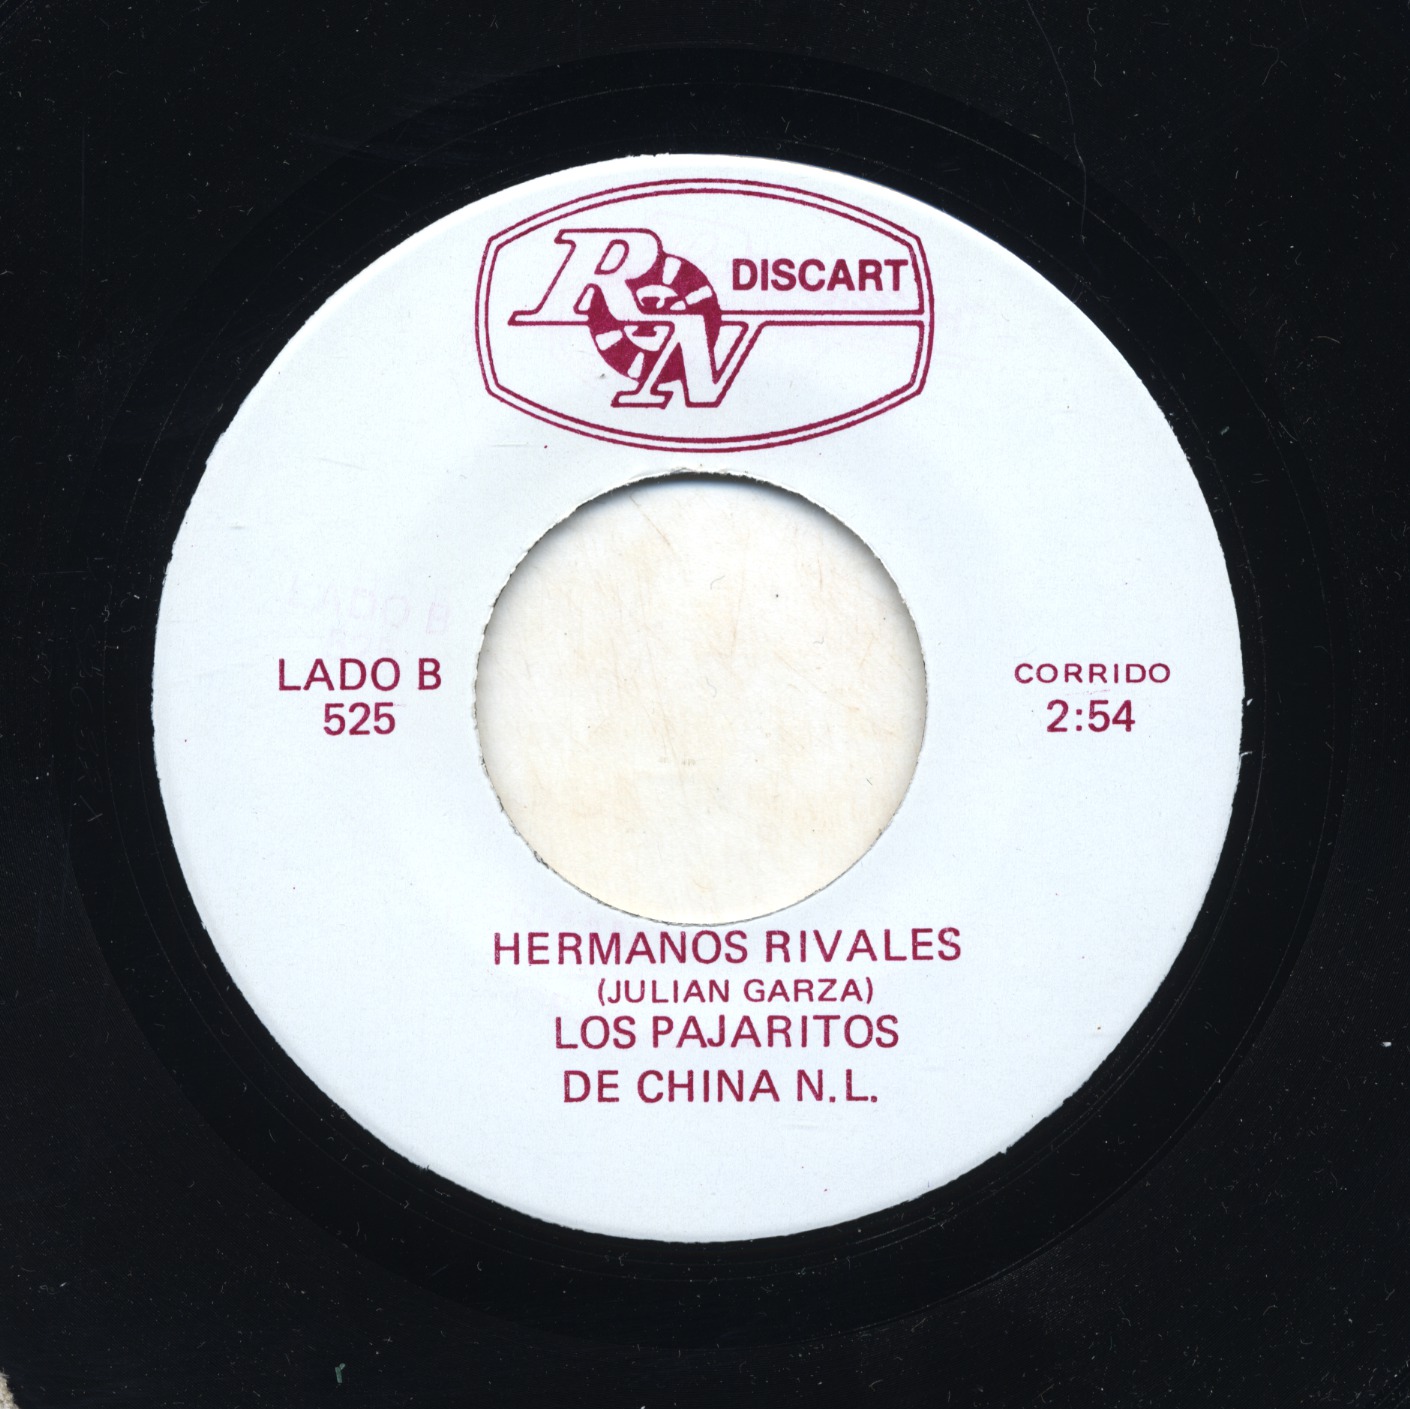 RN DISCART
LADO B
525
CORRIDO
2:54
HERMANOS RIVALES
(JULIAN GARZA)
LOS PAJARITOS
DE CHINA N.L.